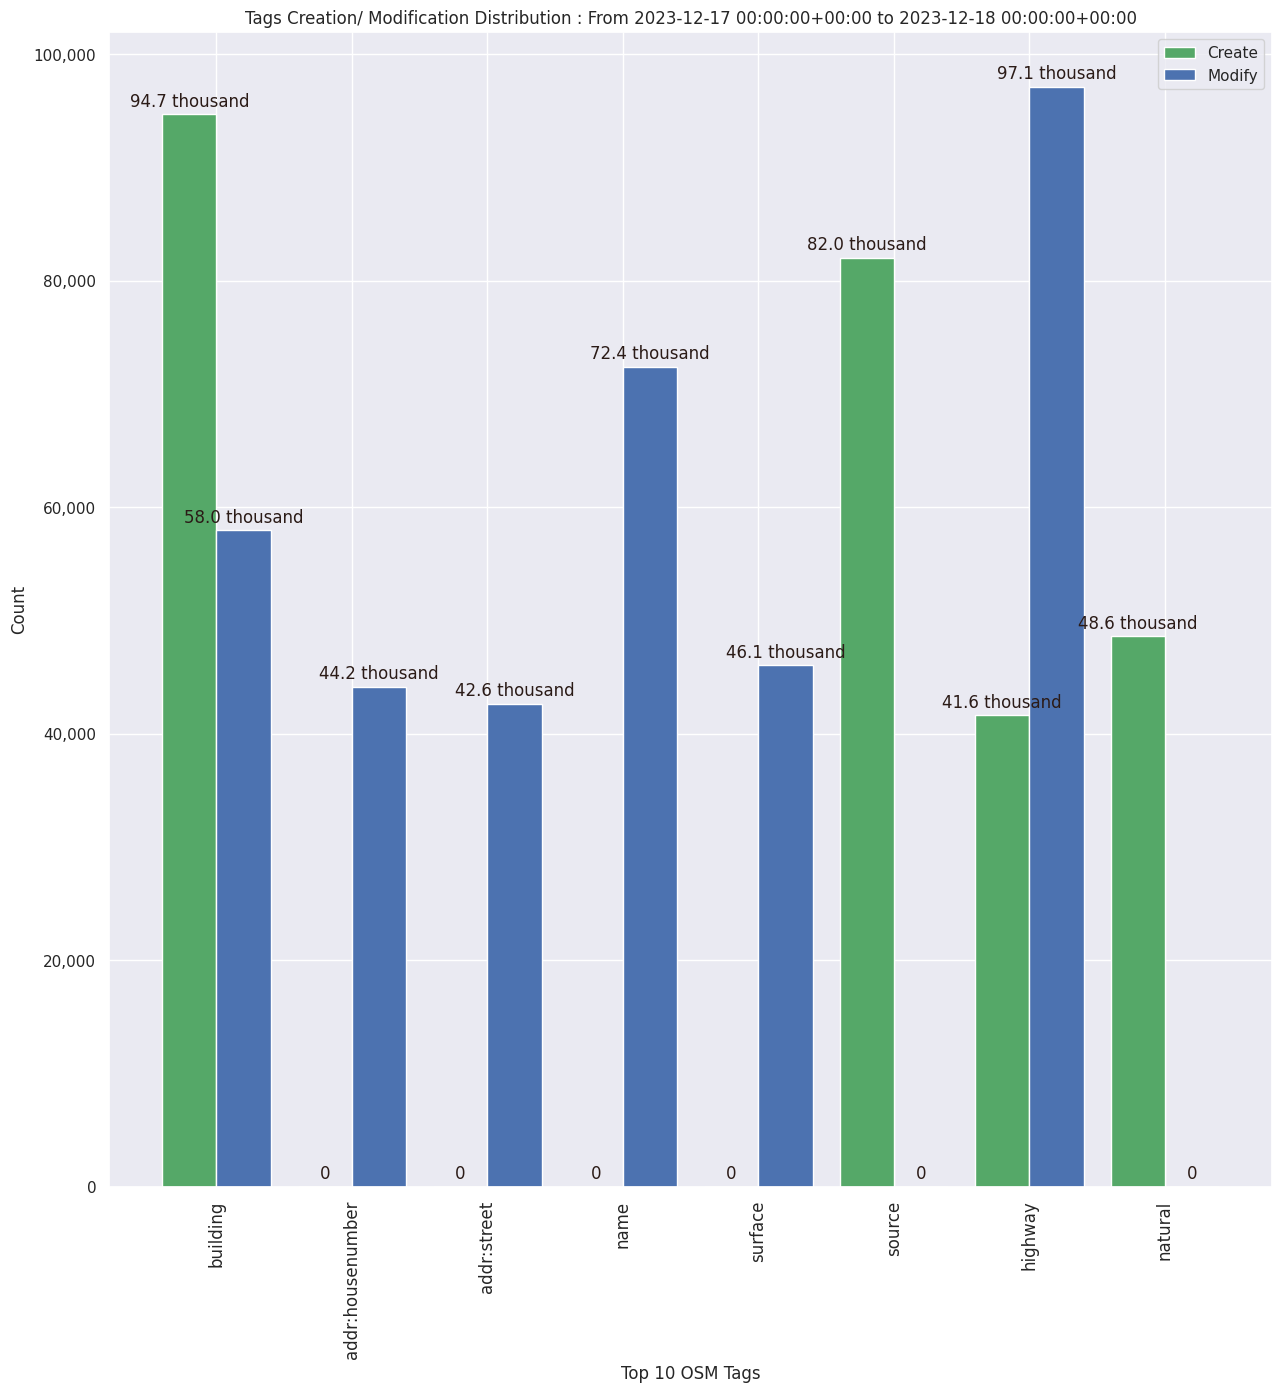 Tags Creation/ Modification Distribution : From 2023-12-17 00:00:00+00:00 to 2023-12-18 00:00:00+00:00
Create
Modify
100,000
80,000
60,000
40,000
20,000
0
Count
94.7 thousand
58.0 thousand
0
44.2 thousand
0
42.6 thousand
0
72.4 thousand
0
46.1 thousand
82.0 thousand
0
41.6 thousand
97.1 thousand
48.6 thousand
0
building
addr:housenumber
addr:street
name
surface
source
highway
natural
Top 10 OSM Tags